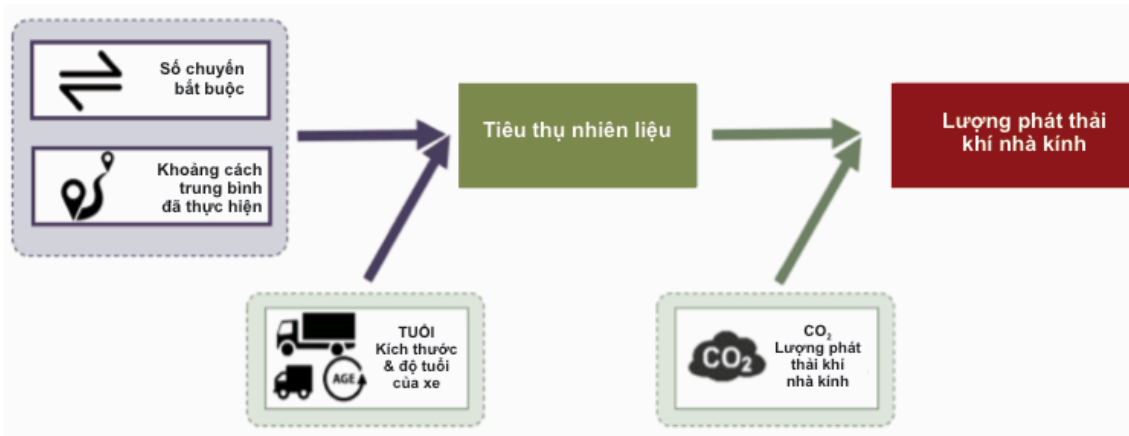 Số chuyến
bắt buộc
Khoảng cách
trung bình
đã thực hiện
Tiêu thụ nhiên liệu
Lượng phát thải
khí nhà kính
TUỔI
Kích thước
& độ tuổi
của xe
AGE
CO₂
CO₂
Lượng phát
thải khí
nhà kính